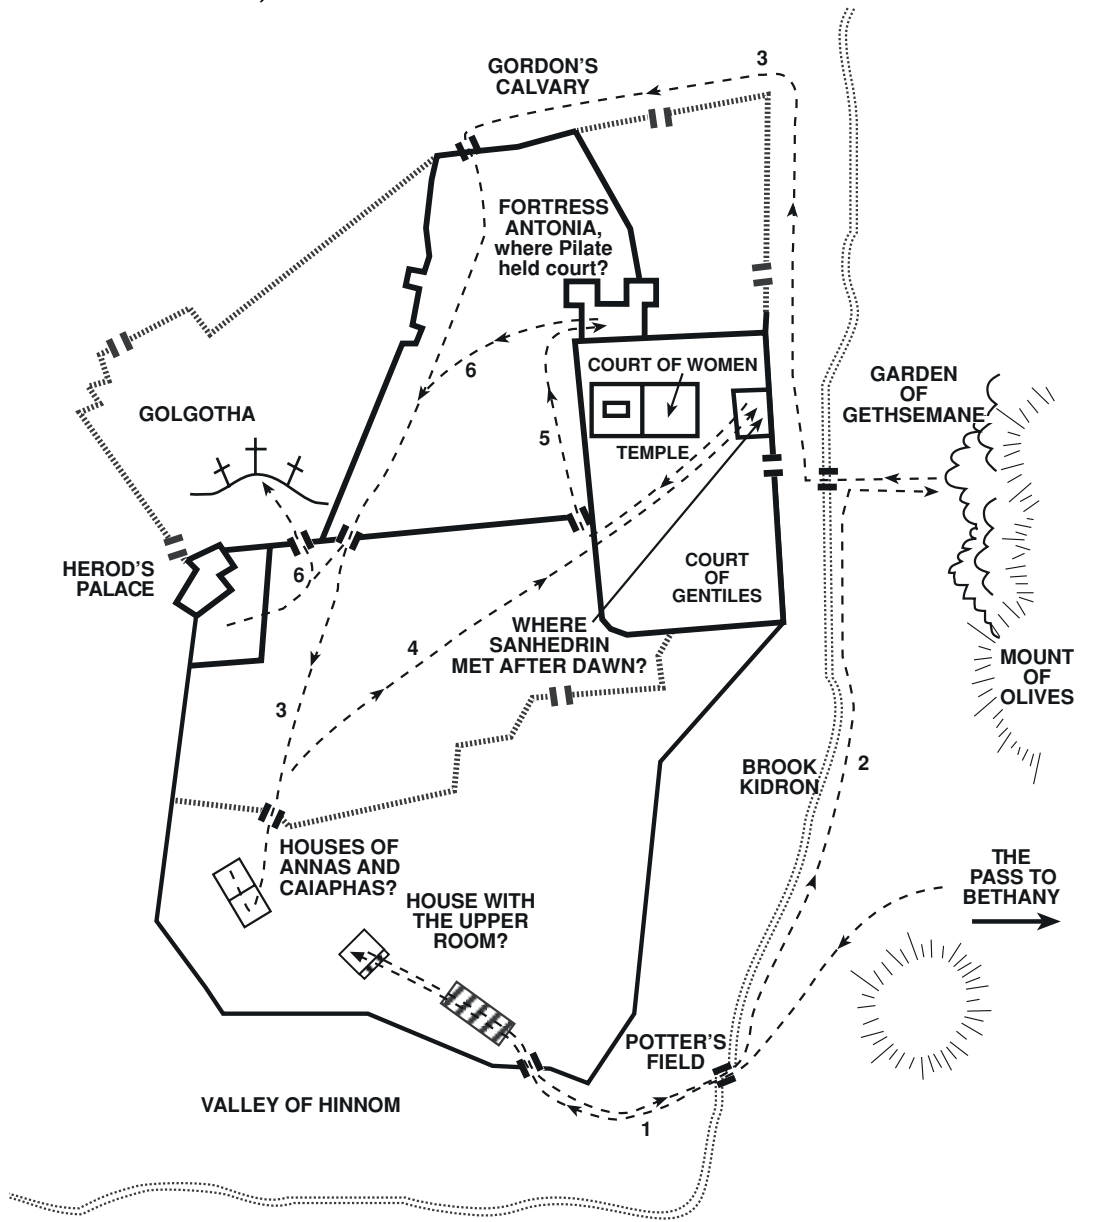 GORDON'S
CALVARY
3
FORTRESS
ANTONIA,
where Pilate
held court?
6
COURT OF WOMEN
GARDEN
OF
GETHSEMANE
GOLGOTHA
5
TEMPLE
HEROD'S
PALACE
6
COURT
OF
GENTILES
WHERE
SANHEDRIN
MET AFTER DAWN?
4
MOUNT
OF
OLIVES
3
BROOK
KIDRON
2
HOUSES OF
ANNAS AND
CAIAPHAS?
THE
PASS TO
BETHANY
HOUSE WITH
THE UPPER
ROOM?
POTTER'S
FIELD
VALLEY OF HINNOM
1